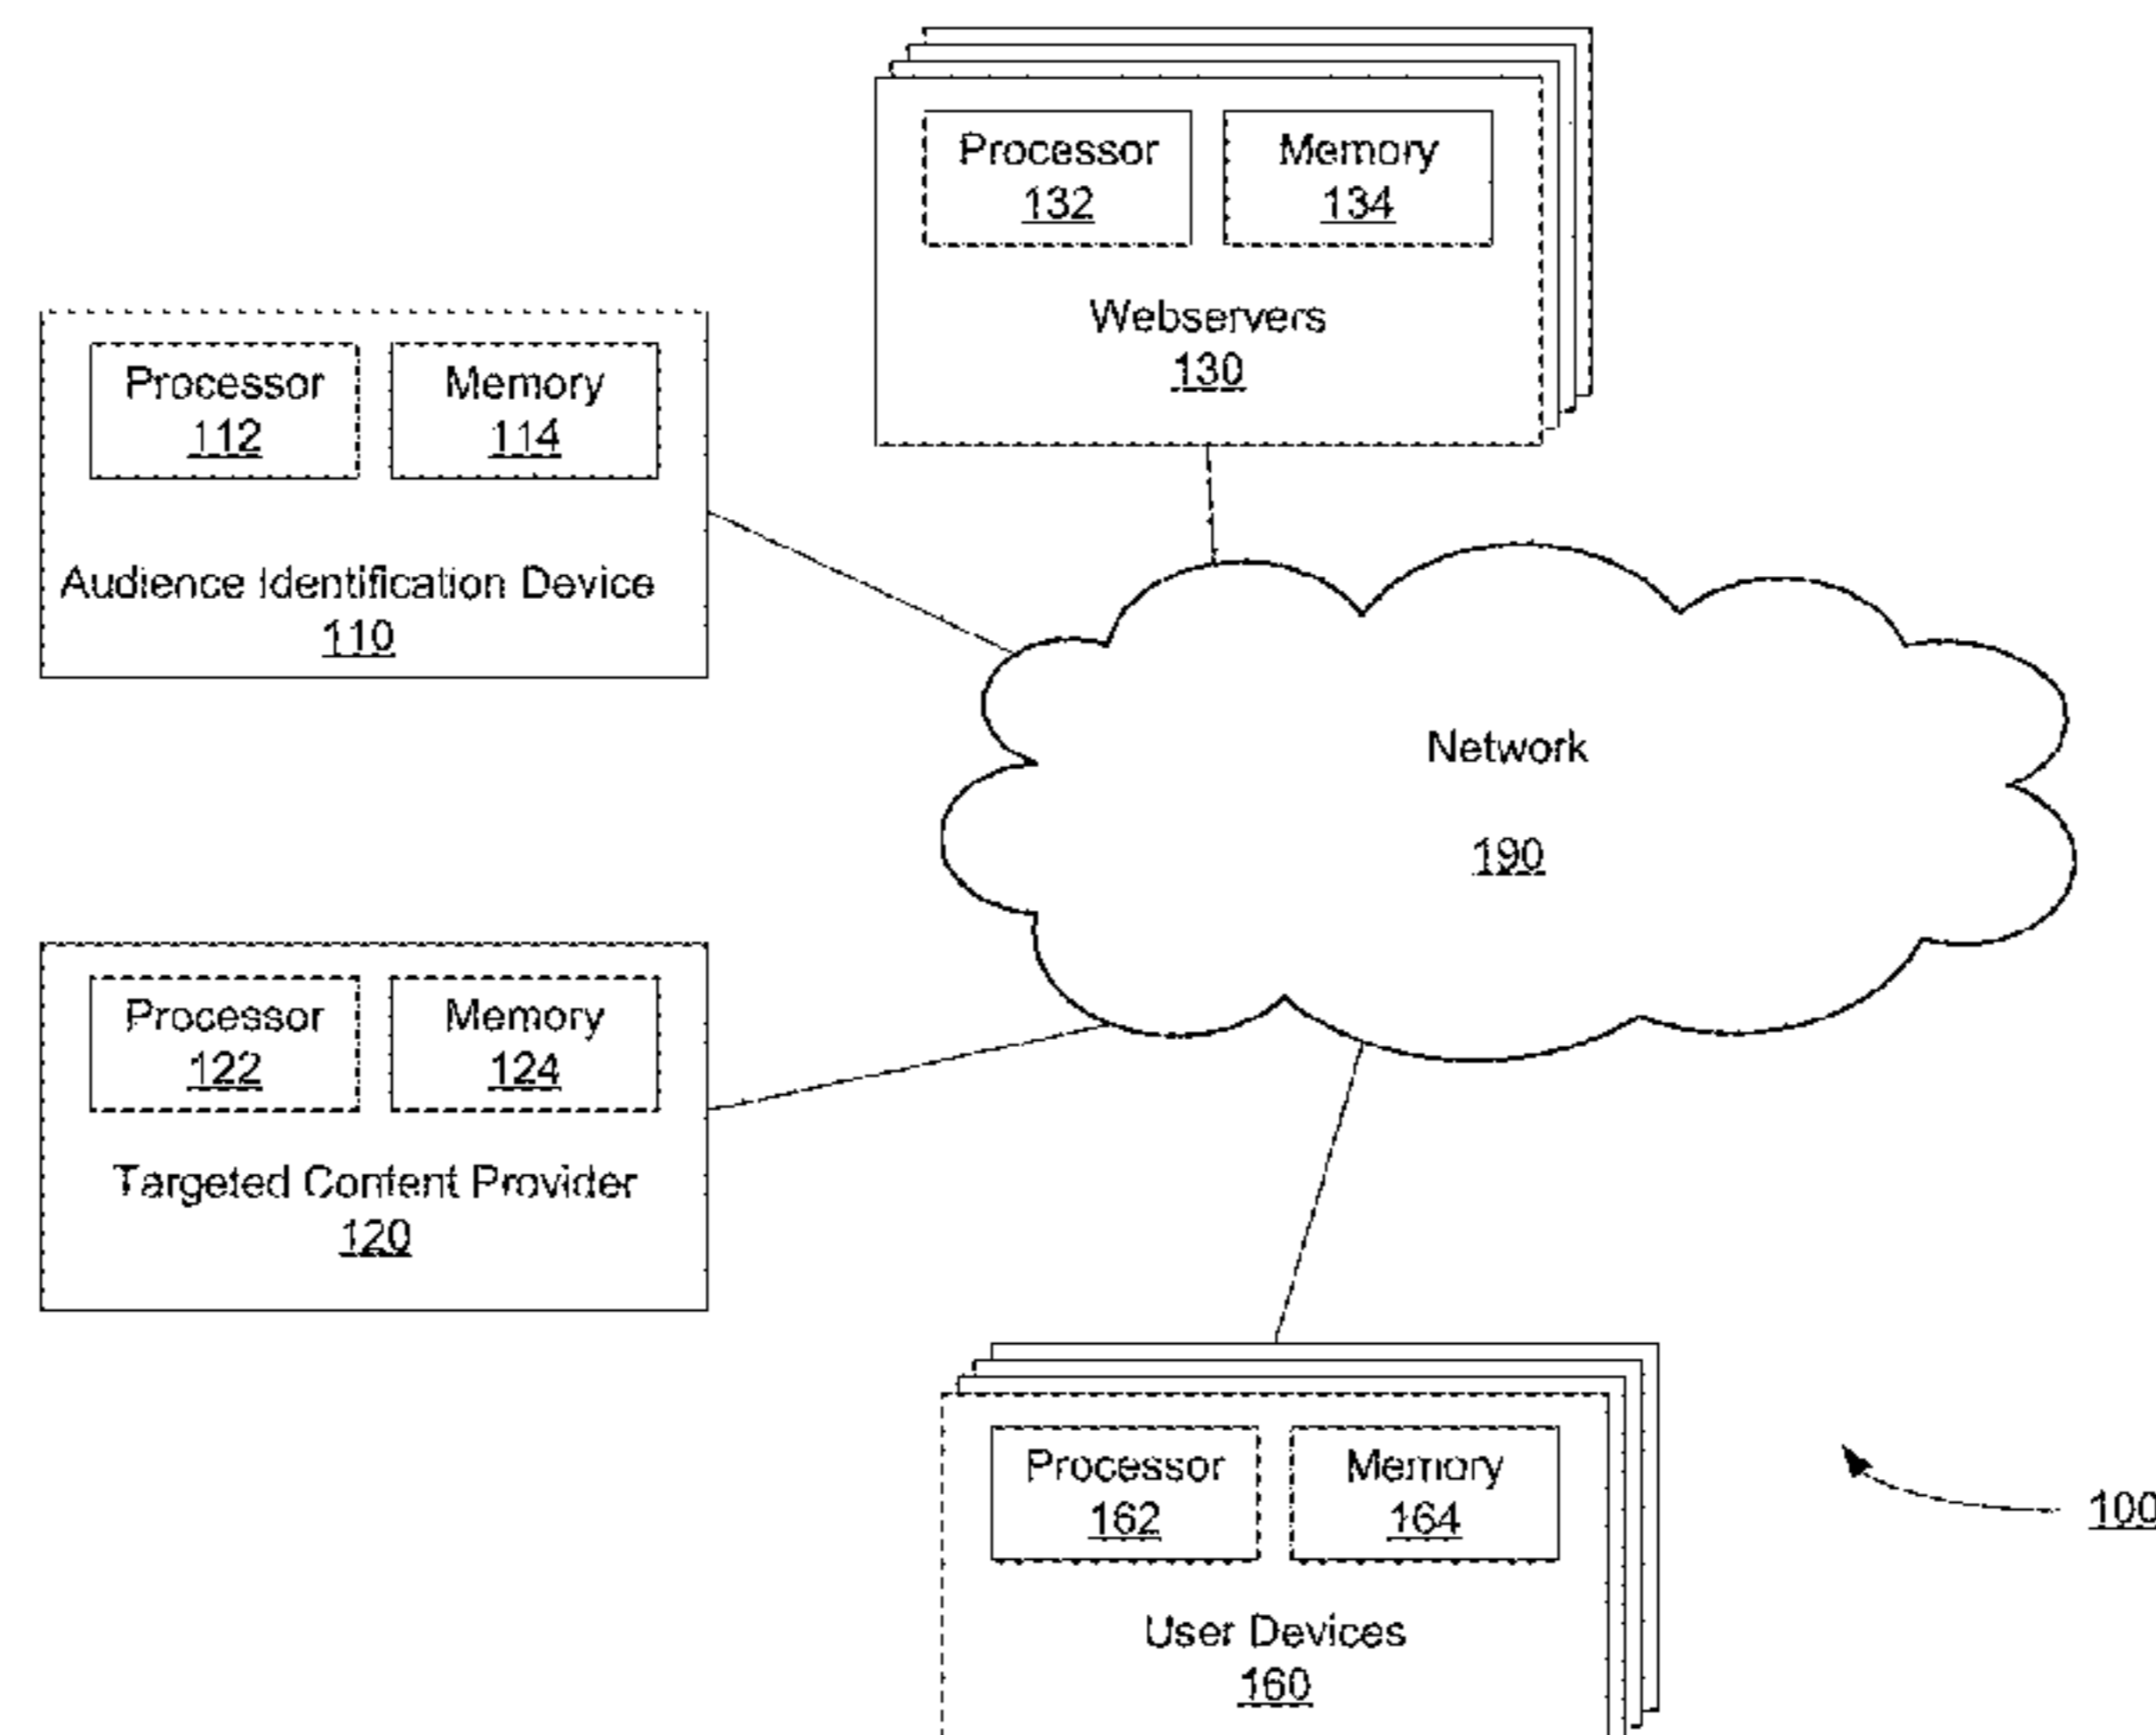 Processor Memory
132 134
Webservers
130
Processor Memory
112 114
Audience Identification Device
110
Network
190
Processor Memory
122 124
Targeted Content Provider
120
Processor Memory
162 164
User Devices
160
100